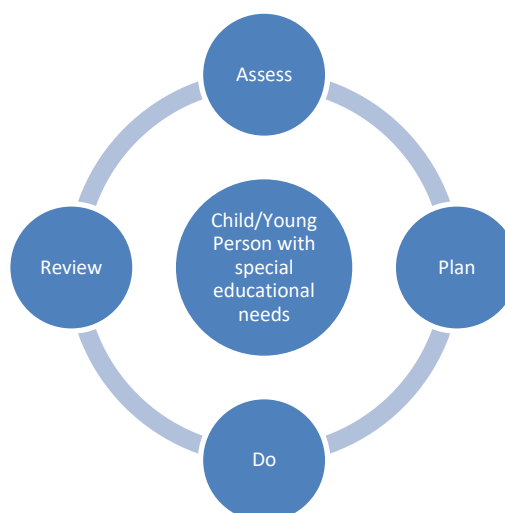 Assess
Child/Young
Person with
special
educational
needs
Review
Plan
Do